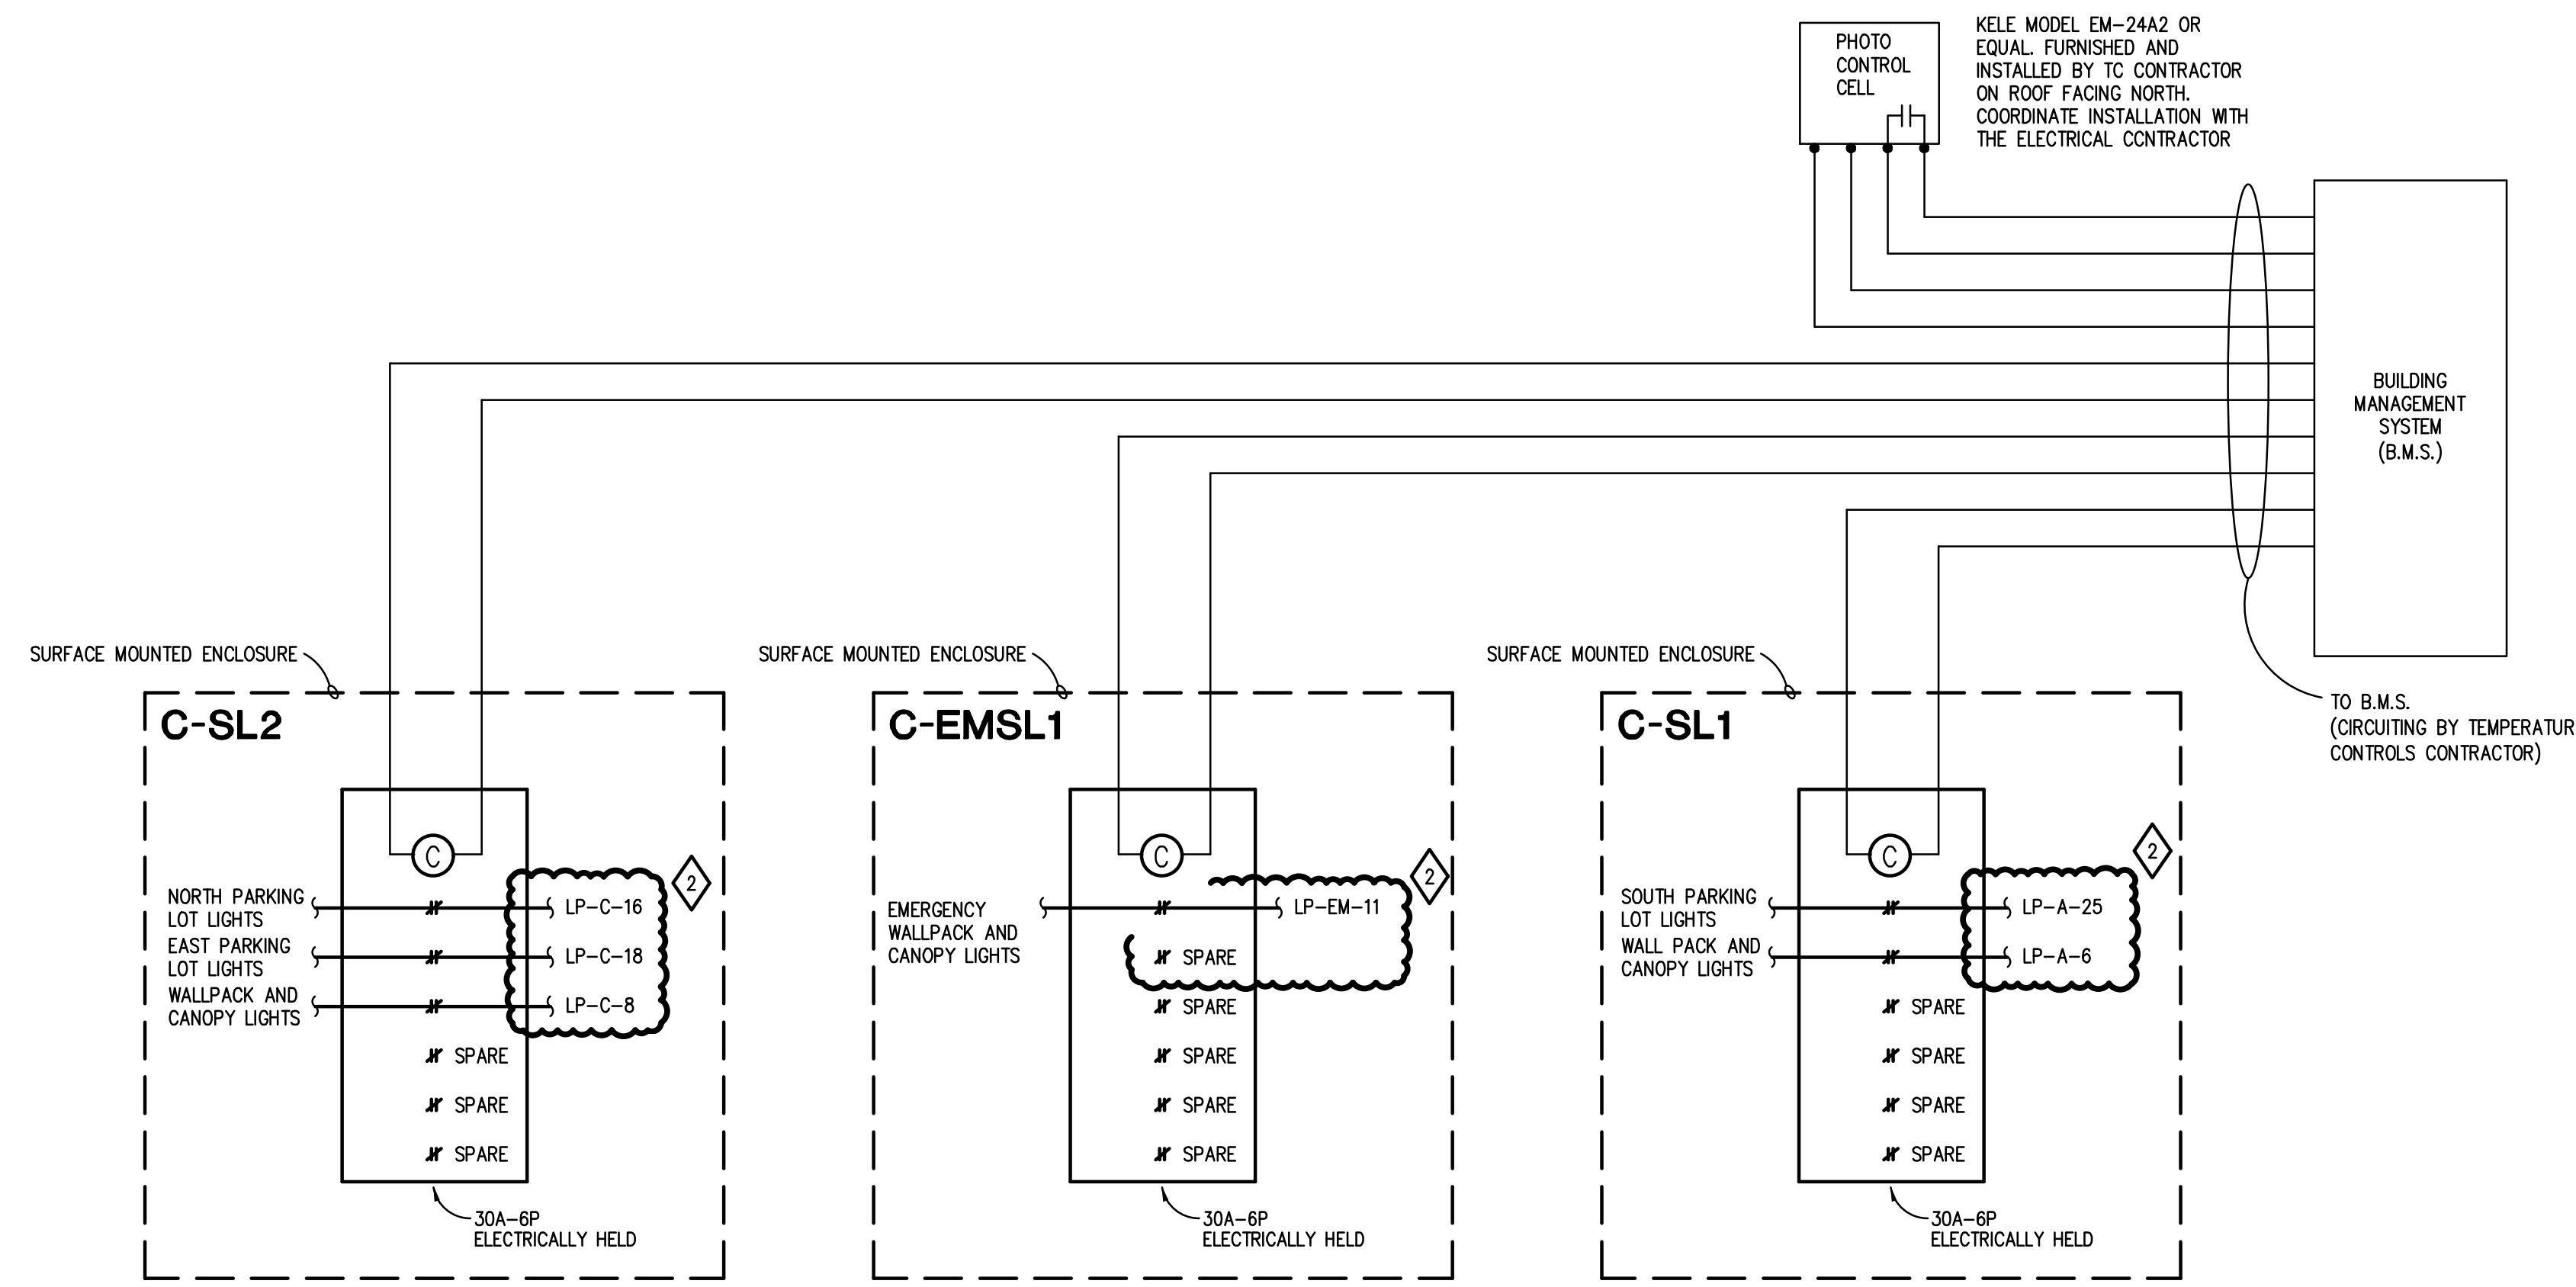 PHOTO
CONTROL
CELL
KELE MODEL EM-24A2 OR
EQUAL. FURNISHED AND
INSTALLED BY TC CONTRACTOR
ON ROOF FACING NORTH.
COORDINATE INSTALLATION WITH
THE ELECTRICAL CCNTRACTOR
BUILDING
MANAGEMENT
SYSTEM
(B.M.S.)
TO B.M.S.
(CIRCUITING BY TEMPERATUR
CONTROLS CONTRACTOR)
SURFACE MOUNTED ENCLOSURE
C-SL2
C
2
NORTH PARKING
LOT LIGHTS
LP-C-16
EAST PARKING
LOT LIGHTS
LP-C-18
WALLPACK AND
CANOPY LIGHTS
LP-C-8
SPARE
SPARE
SPARE
30A-6P
ELECTRICALLY HELD
SURFACE MOUNTED ENCLOSURE
C-EMSL1
C
2
EMERGENCY
WALLPACK AND
CANOPY LIGHTS
LP-EM-11
SPARE
SPARE
SPARE
SPARE
SPARE
30A-6P
ELECTRICALLY HELD
SURFACE MOUNTED ENCLOSURE
C-SL1
C
2
SOUTH PARKING
LOT LIGHTS
LP-A-25
WALL PACK AND
CANOPY LIGHTS
LP-A-6
SPARE
SPARE
SPARE
SPARE
30A-6P
ELECTRICALLY HELD